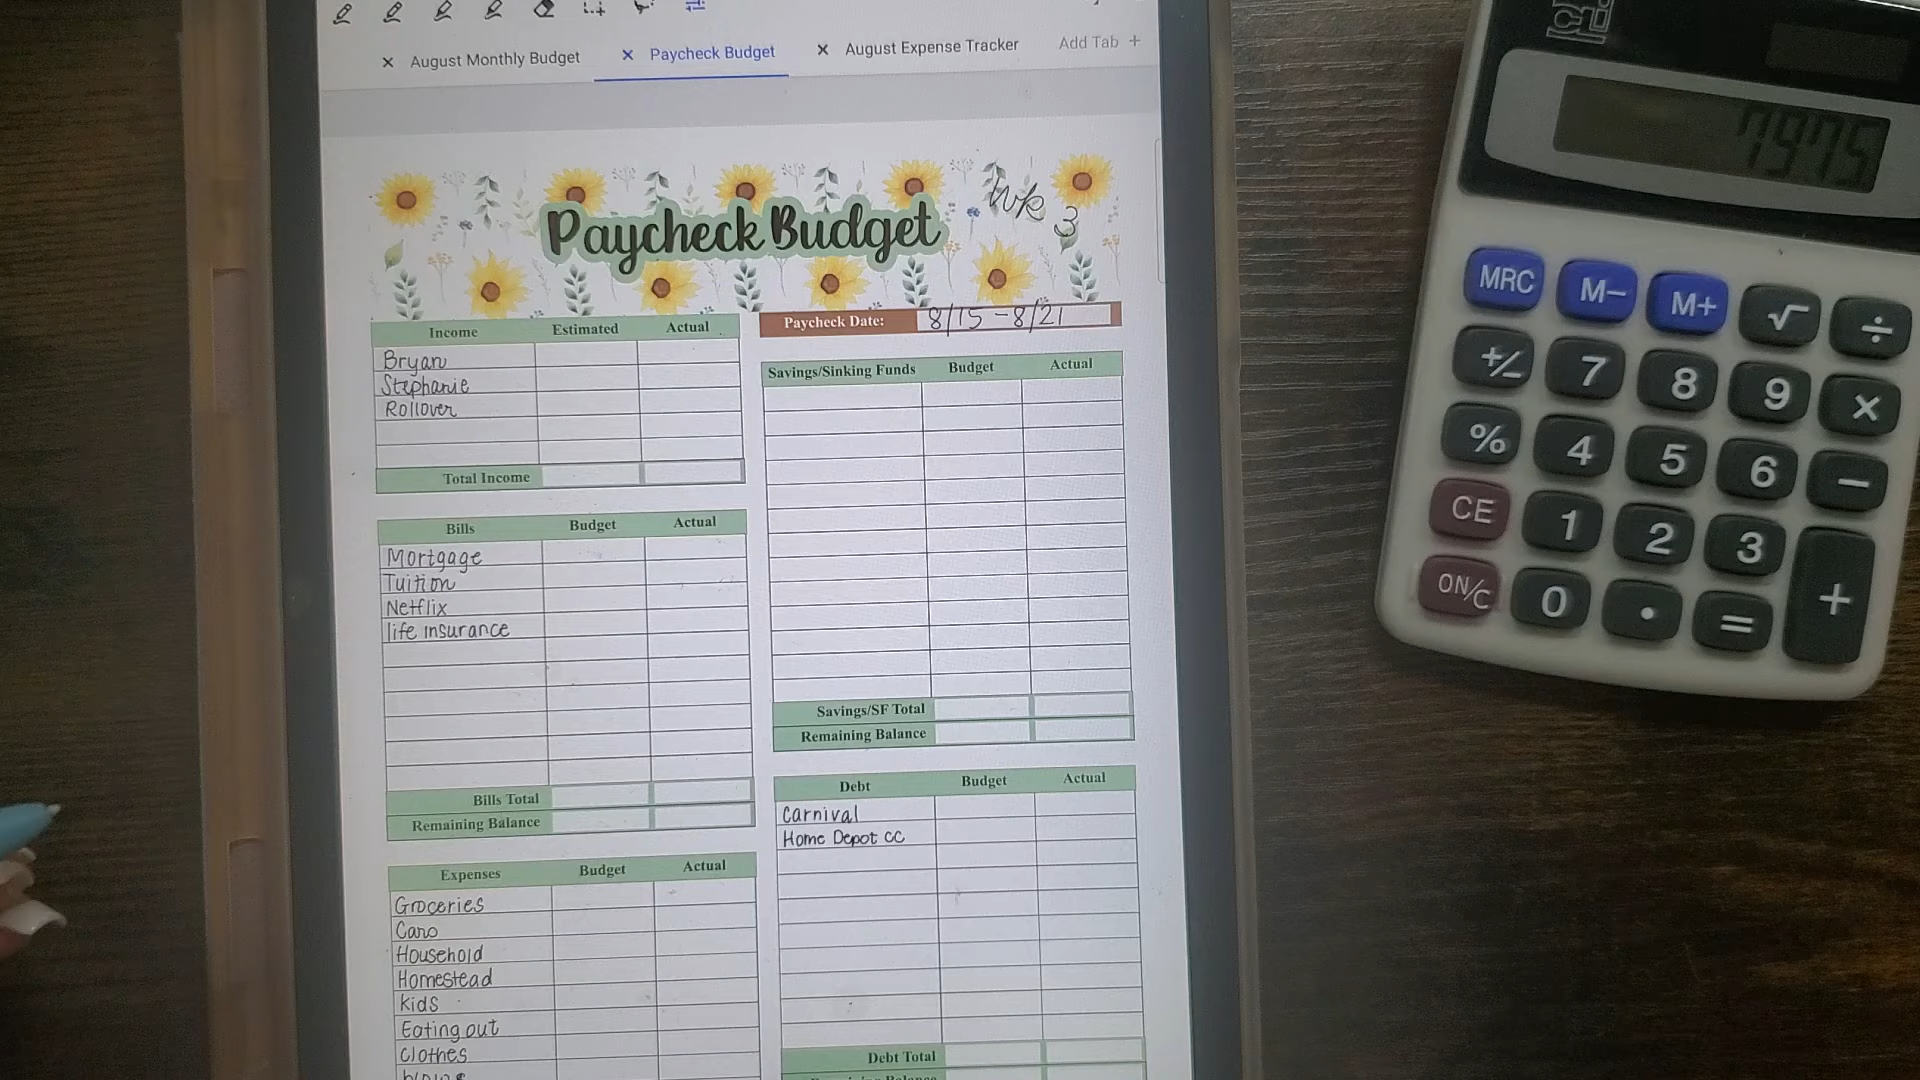 August Monthly Budget
Paycheck Budget
August Expense Tracker
Add Tab +
Paycheck Budget
Wk 3
Income Estimated Actual
Bryan
Stephanie
Rollover
Total Income
Paycheck Date: 8/15 - 8/21
Bills Budget Actual
Mortgage
Tuition
Netflix
life insurance
Bills Total
Remaining Balance
Expenses Budget Actual
Groceries
Household
Homestead
kids
Eating out
clothes
Savings/Sinking Funds Budget Actual
Savings/SF Total
Remaining Balance
Debt Budget Actual
Carnival
Home Depot CC
Debt Total
7975
MRC M- M+ √ ÷
+/- 7 8 9 ×
% 4 5 6 −
CE 1 2 3 +
ON/C 0 . =